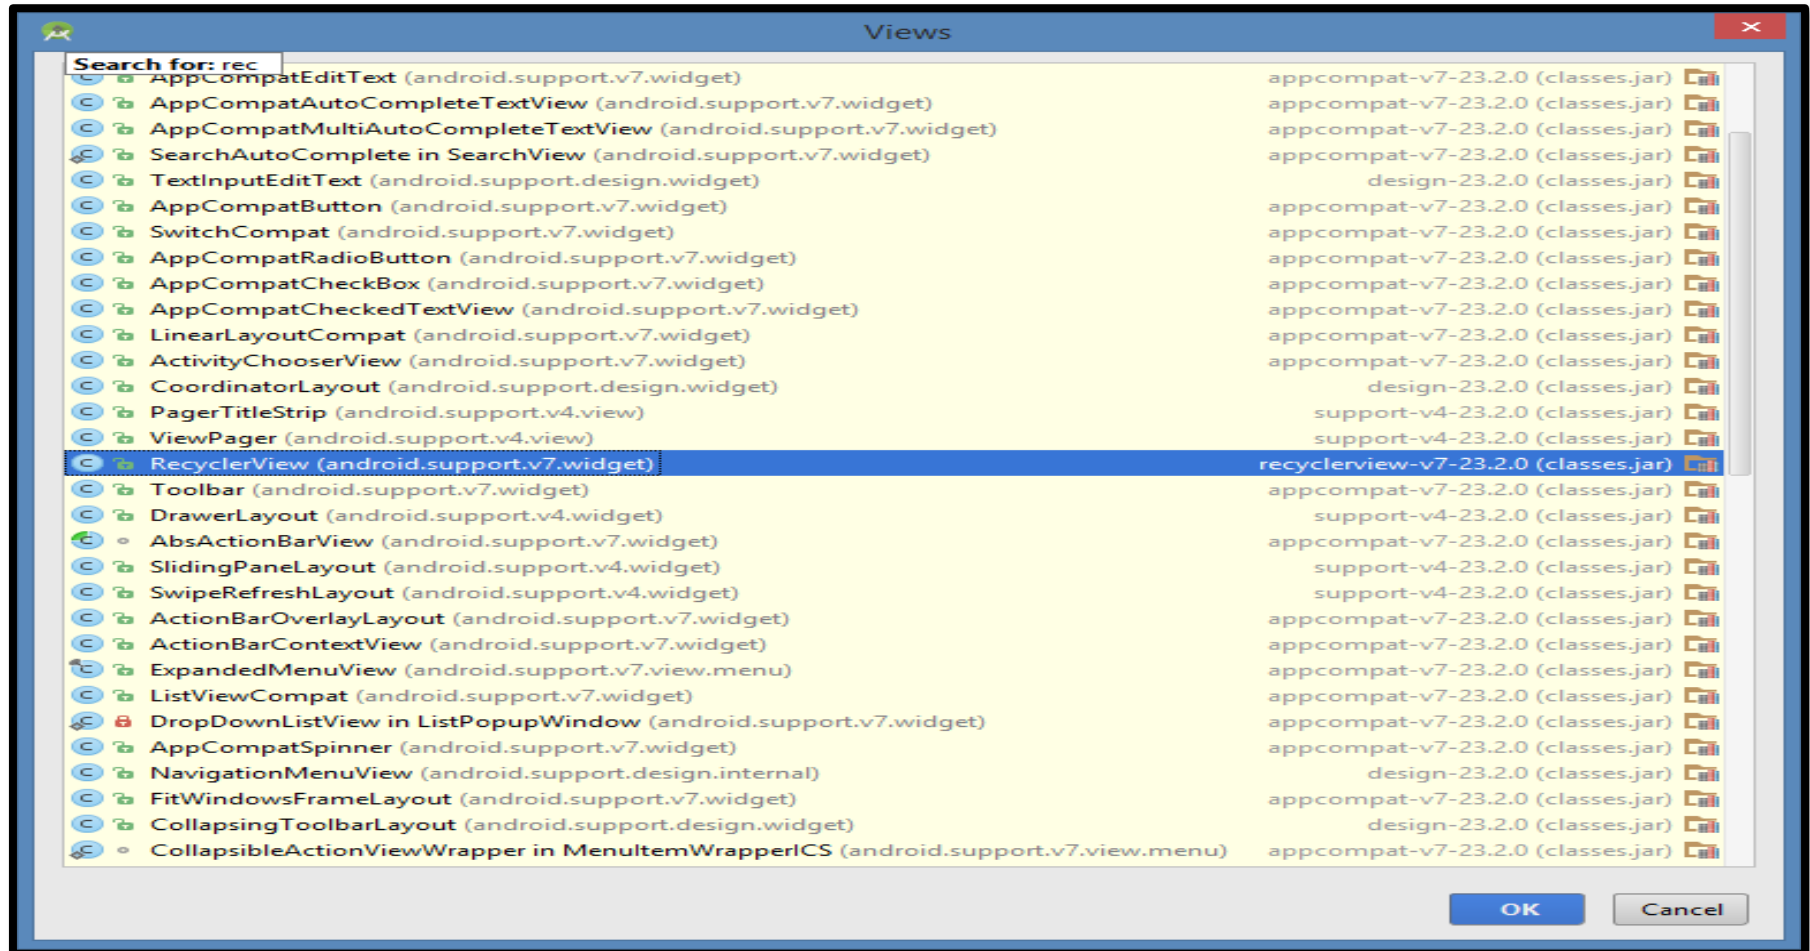 Views
Search for: rec
AppCompatEditText (android.support.v7.widget) appcompat-v7-23.2.0 (classes.jar)
AppCompatAutoCompleteTextView (android.support.v7.widget) appcompat-v7-23.2.0 (classes.jar)
AppCompatMultiAutoCompleteTextView (android.support.v7.widget) appcompat-v7-23.2.0 (classes.jar)
SearchAutoComplete in SearchView (android.support.v7.widget) appcompat-v7-23.2.0 (classes.jar)
TextInputEditText (android.support.design.widget) design-23.2.0 (classes.jar)
AppCompatButton (android.support.v7.widget) appcompat-v7-23.2.0 (classes.jar)
SwitchCompat (android.support.v7.widget) appcompat-v7-23.2.0 (classes.jar)
AppCompatRadioButton (android.support.v7.widget) appcompat-v7-23.2.0 (classes.jar)
AppCompatCheckBox (android.support.v7.widget) appcompat-v7-23.2.0 (classes.jar)
AppCompatCheckedTextView (android.support.v7.widget) appcompat-v7-23.2.0 (classes.jar)
LinearLayoutCompat (android.support.v7.widget) appcompat-v7-23.2.0 (classes.jar)
ActivityChooserView (android.support.v7.widget) appcompat-v7-23.2.0 (classes.jar)
CoordinatorLayout (android.support.design.widget) design-23.2.0 (classes.jar)
PagerTitleStrip (android.support.v4.view) support-v4-23.2.0 (classes.jar)
ViewPager (android.support.v4.view) support-v4-23.2.0 (classes.jar)
RecyclerView (android.support.v7.widget) recyclerview-v7-23.2.0 (classes.jar)
Toolbar (android.support.v7.widget) appcompat-v7-23.2.0 (classes.jar)
DrawerLayout (android.support.v4.widget) support-v4-23.2.0 (classes.jar)
AbsActionBarView (android.support.v7.widget) appcompat-v7-23.2.0 (classes.jar)
SlidingPaneLayout (android.support.v4.widget) support-v4-23.2.0 (classes.jar)
SwipeRefreshLayout (android.support.v4.widget) support-v4-23.2.0 (classes.jar)
ActionBarOverlayLayout (android.support.v7.widget) appcompat-v7-23.2.0 (classes.jar)
ActionBarContextView (android.support.v7.widget) appcompat-v7-23.2.0 (classes.jar)
ExpandedMenuView (android.support.v7.view.menu) appcompat-v7-23.2.0 (classes.jar)
ListViewCompat (android.support.v7.widget) appcompat-v7-23.2.0 (classes.jar)
DropDownListView in ListPopupWindow (android.support.v7.widget) appcompat-v7-23.2.0 (classes.jar)
AppCompatSpinner (android.support.v7.widget) appcompat-v7-23.2.0 (classes.jar)
NavigationMenuView (android.support.design.internal) design-23.2.0 (classes.jar)
FitWindowsFrameLayout (android.support.v7.widget) appcompat-v7-23.2.0 (classes.jar)
CollapsingToolbarLayout (android.support.design.widget) design-23.2.0 (classes.jar)
CollapsibleActionViewWrapper in MenuItemWrapperICS (android.support.v7.view.menu) appcompat-v7-23.2.0 (classes.jar)
OK Cancel